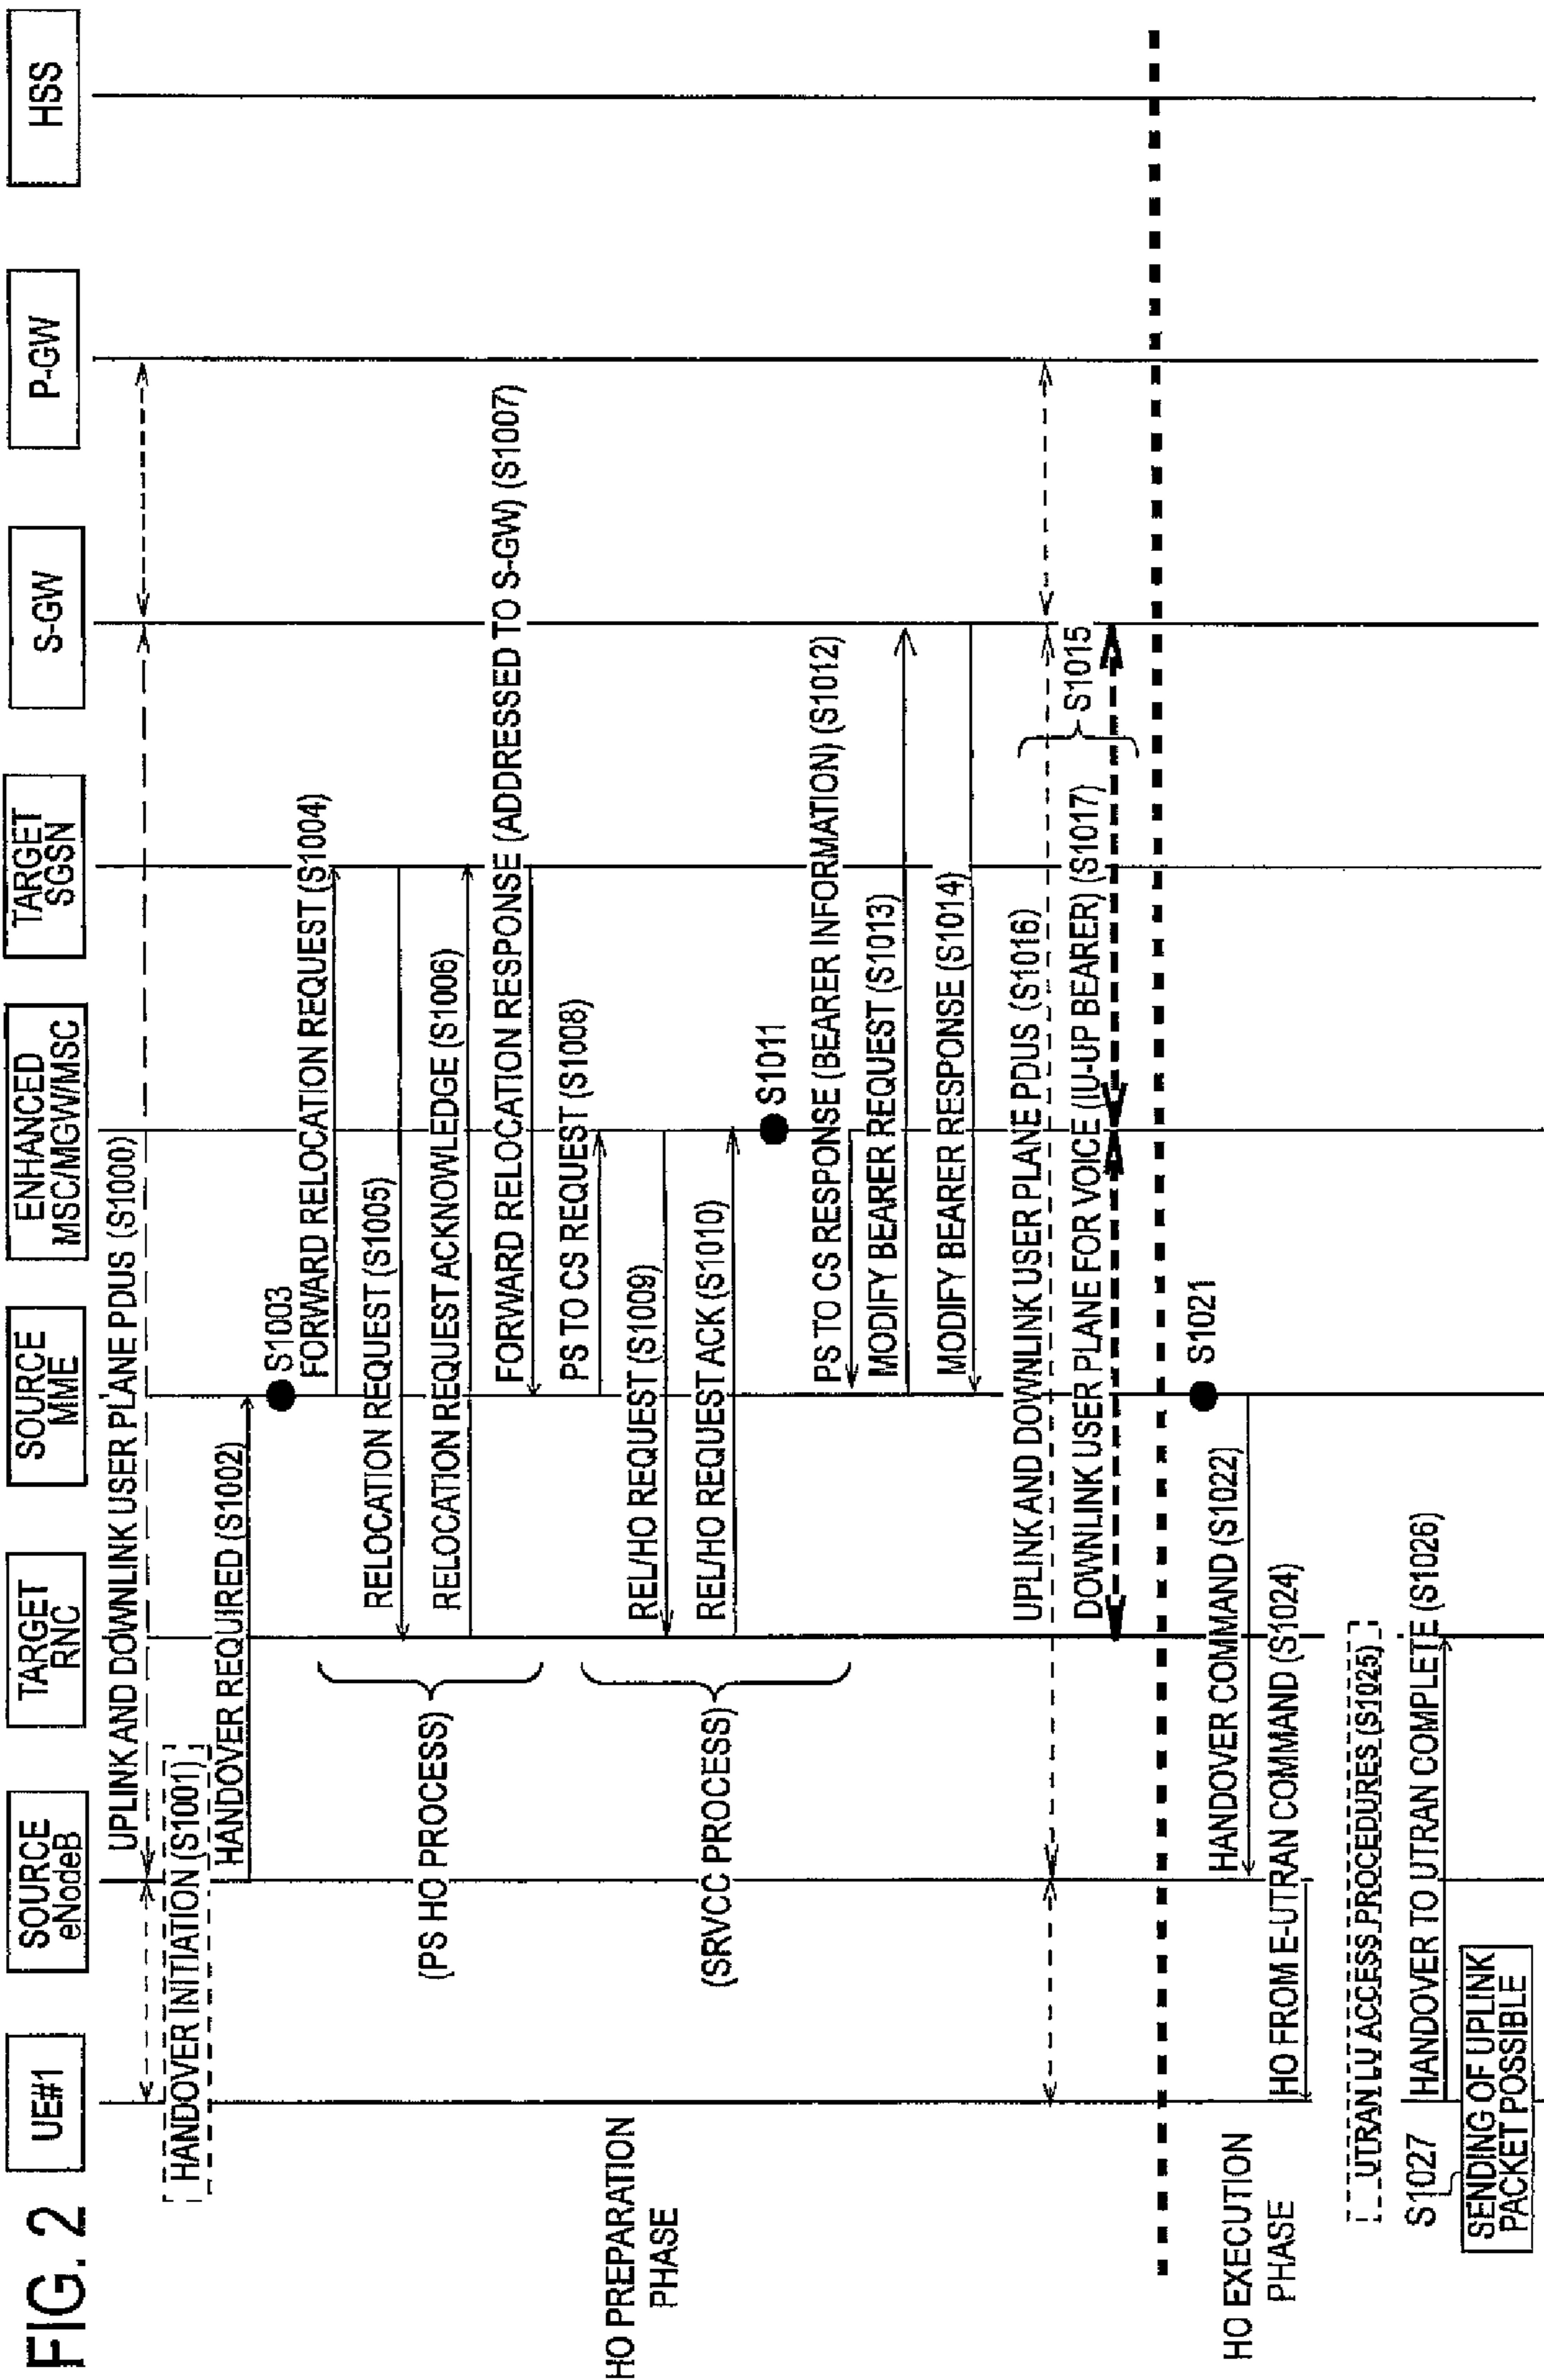 FIG. 2
UE#1
SOURCE
eNodeB
TARGET
RNC
SOURCE
MME
ENHANCED
MSC/MGW/MSC
TARGET
SGSN
S-GW
P-GW
HSS
UPLINK AND DOWNLINK USER PLANE PDUS (S1000)
HANDOVER INITIATION (S1001)
HANDOVER REQUIRED (S1002)
S1003
FORWARD RELOCATION REQUEST (S1004)
RELOCATION REQUEST (S1005)
(PS HO PROCESS)
RELOCATION REQUEST ACKNOWLEDGE (S1006)
FORWARD RELOCATION RESPONSE (ADDRESSED TO S-GW) (S1007)
PS TO CS REQUEST (S1008)
HO PREPARATION
PHASE
REL/HO REQUEST (S1009)
(SRVCC PROCESS)
REL/HO REQUEST ACK (S1010)
S1011
PS TO CS RESPONSE (BEARER INFORMATION) (S1012)
MODIFY BEARER REQUEST (S1013)
MODIFY BEARER RESPONSE (S1014)
UPLINK AND DOWNLINK USER PLANE PDUS (S1016)
S1015
DOWNLINK USER PLANE FOR VOICE (IU-UP BEARER) (S1017)
S1021
HO EXECUTION
PHASE
HANDOVER COMMAND (S1022)
HO FROM E-UTRAN COMMAND (S1024)
UTRAN LU ACCESS PROCEDURES (S1025)
HANDOVER TO UTRAN COMPLETE (S1026)
S1027
SENDING OF UPLINK
PACKET POSSIBLE